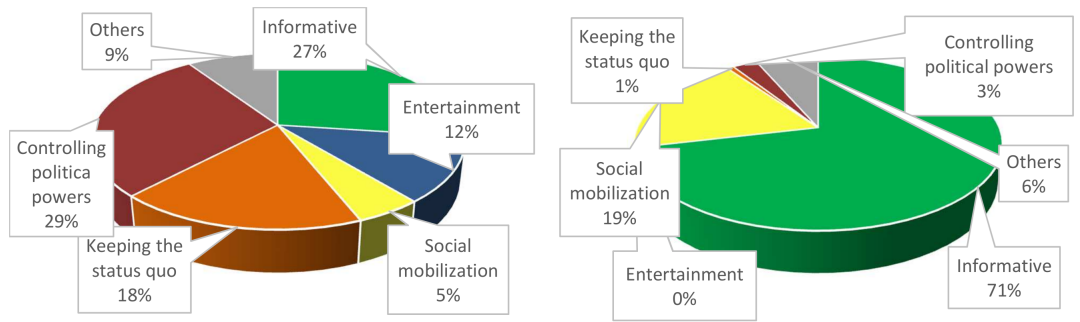 Others
9%
Informative
27%
Entertainment
12%
Controlling
politica
powers
29%
Keeping the
status quo
18%
Social
mobilization
5%
Keeping the
status quo
1%
Controlling
political powers
3%
Others
6%
Social
mobilization
19%
Entertainment
0%
Informative
71%